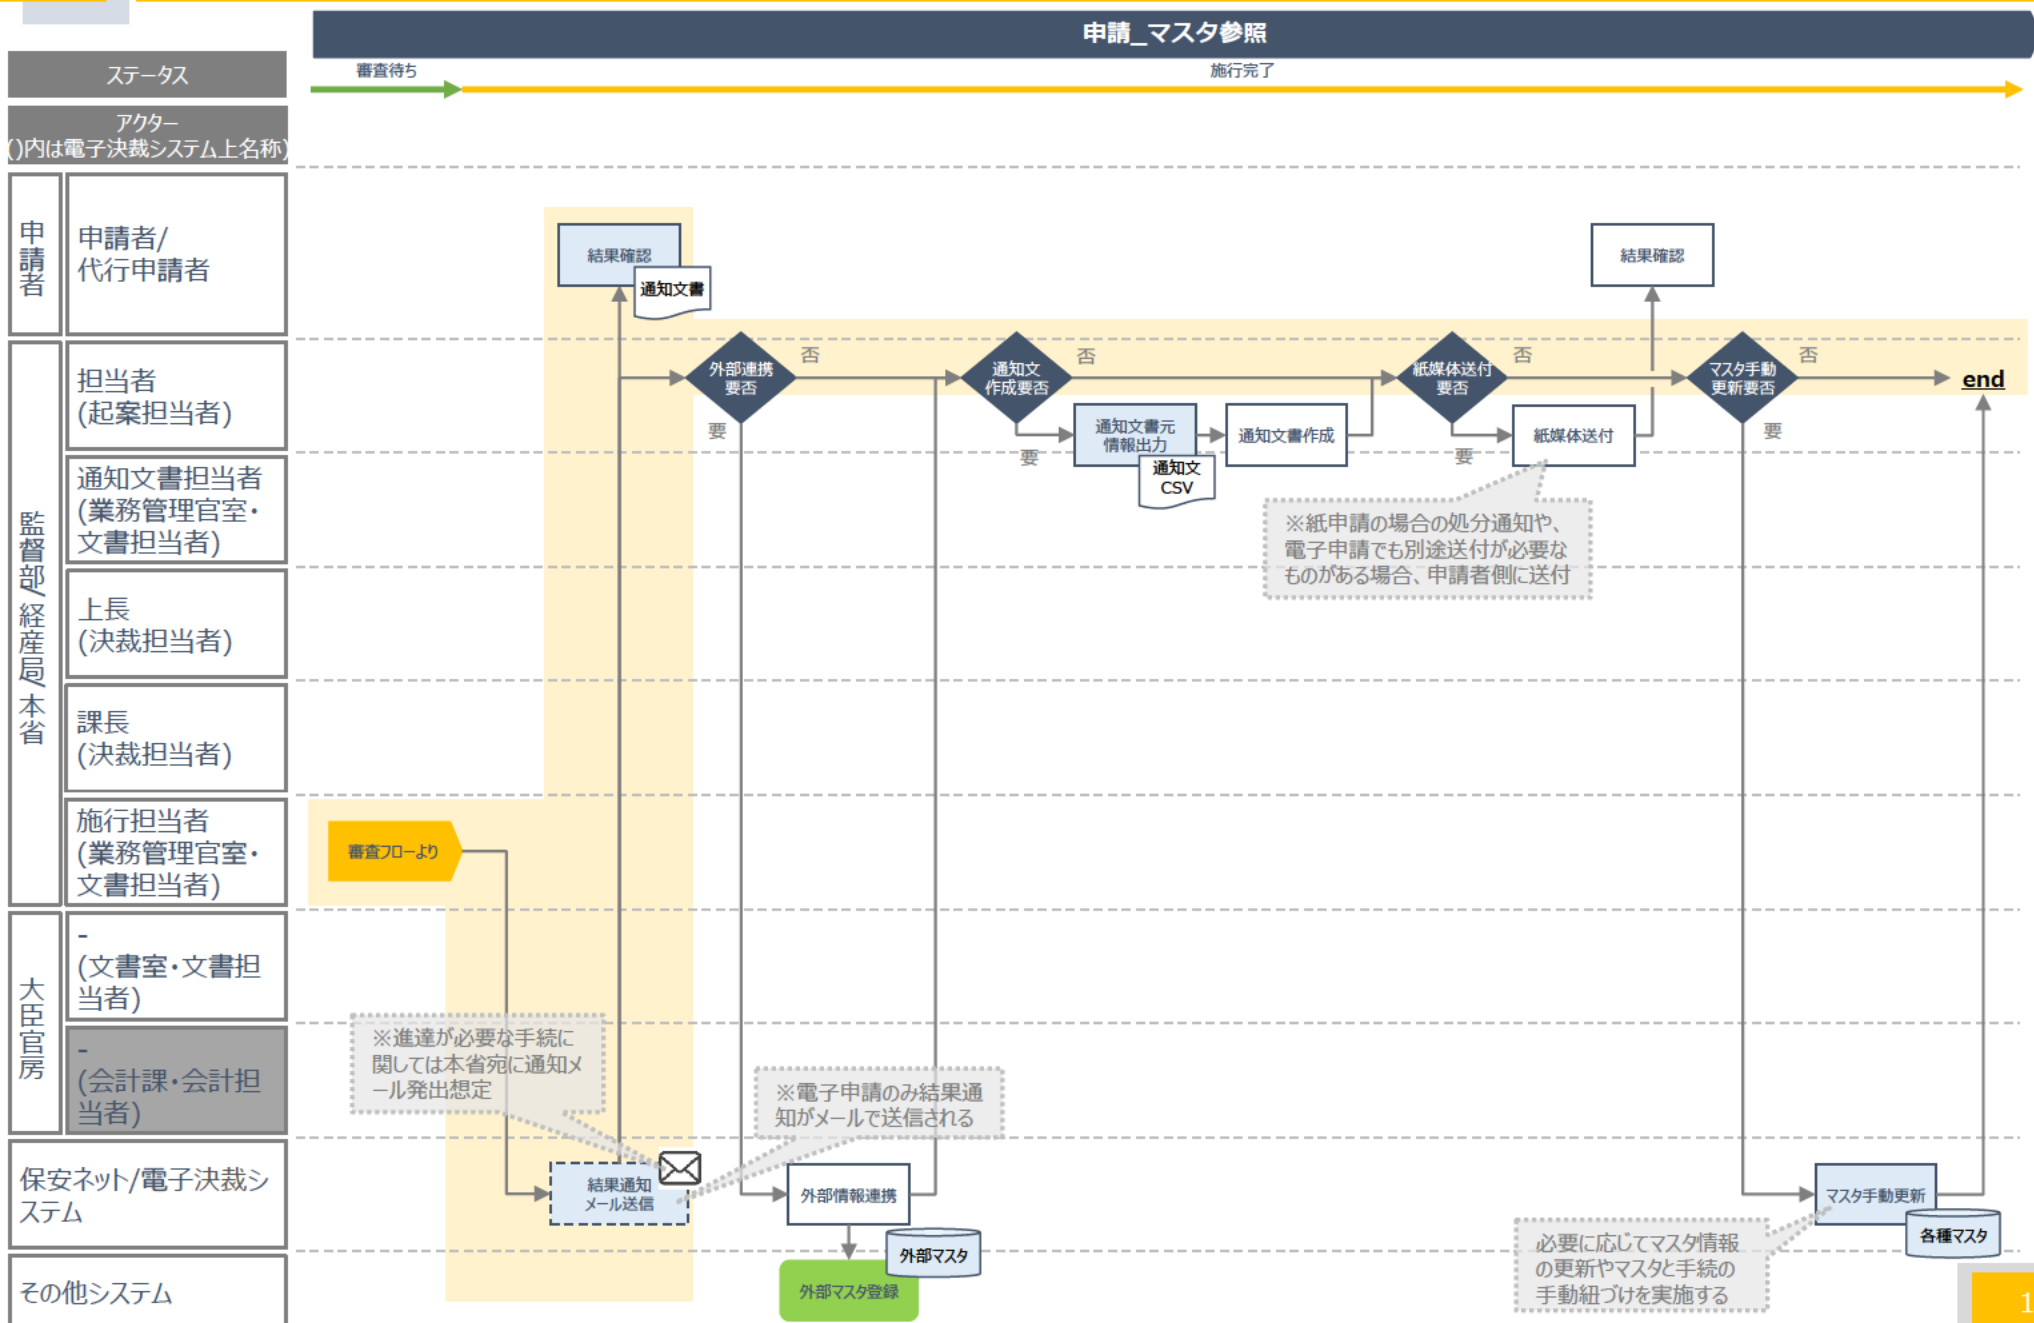 申請_マスタ参照
ステータス
審査待ち
施行完了
アクター
()内は電子決裁システム上名称)
申請者
申請者/
代行申請者
結果確認
通知文書
結果確認
監督部/経産局/本省
担当者
(起案担当者)
外部連携
要否
否
要
通知文
作成要否
否
要
通知文書元
情報出力
通知文
CSV
通知文書作成
紙媒体送付
要否
否
要
紙媒体送付
マスタ手動
更新要否
否
要
end
※紙申請の場合の処分通知や、
電子申請でも別途送付が必要な
ものがある場合、申請者側に送付
通知文書担当者
(業務管理官室・
文書担当者)
上長
(決裁担当者)
課長
(決裁担当者)
施行担当者
(業務管理官室・
文書担当者)
審査フローより
大臣官房
-
(文書室・文書担
当者)
-
(会計課・会計担
当者)
※進達が必要な手続に
関しては本省宛に通知メ
ール発出想定
※電子申請のみ結果通
知がメールで送信される
保安ネット/電子決裁シ
ステム
結果通知
メール送信
外部情報連携
外部マスタ
マスタ手動更新
各種マスタ
必要に応じてマスタ情報
の更新やマスタと手続の
手動紐づけを実施する
その他システム
外部マスタ登録
1